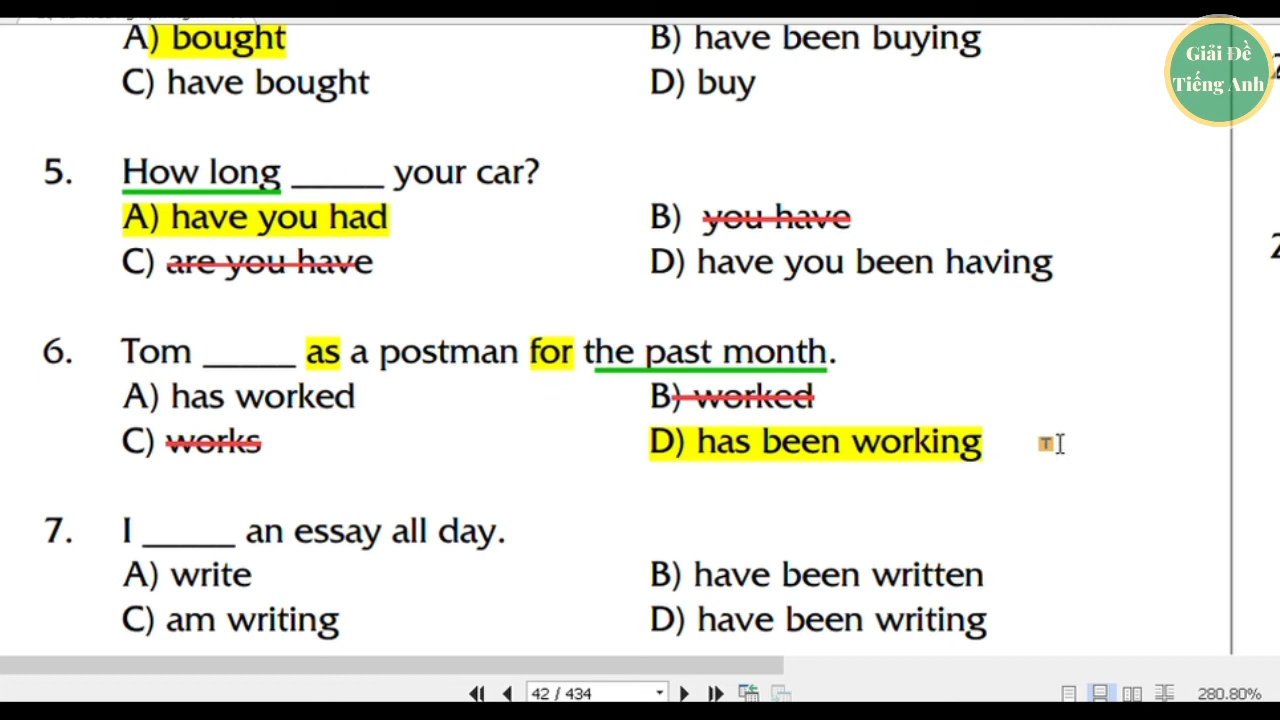 A) bought B) have been buying
C) have bought D) buy
Giải Đề
Tiếng Anh
5. How long _____ your car?
A) have you had B) you have
C) are you have D) have you been having
6. Tom _____ as a postman for the past month.
A) has worked B) worked
C) works D) has been working
T
7. I _____ an essay all day.
A) write B) have been written
C) am writing D) have been writing
42 / 434 280.80%